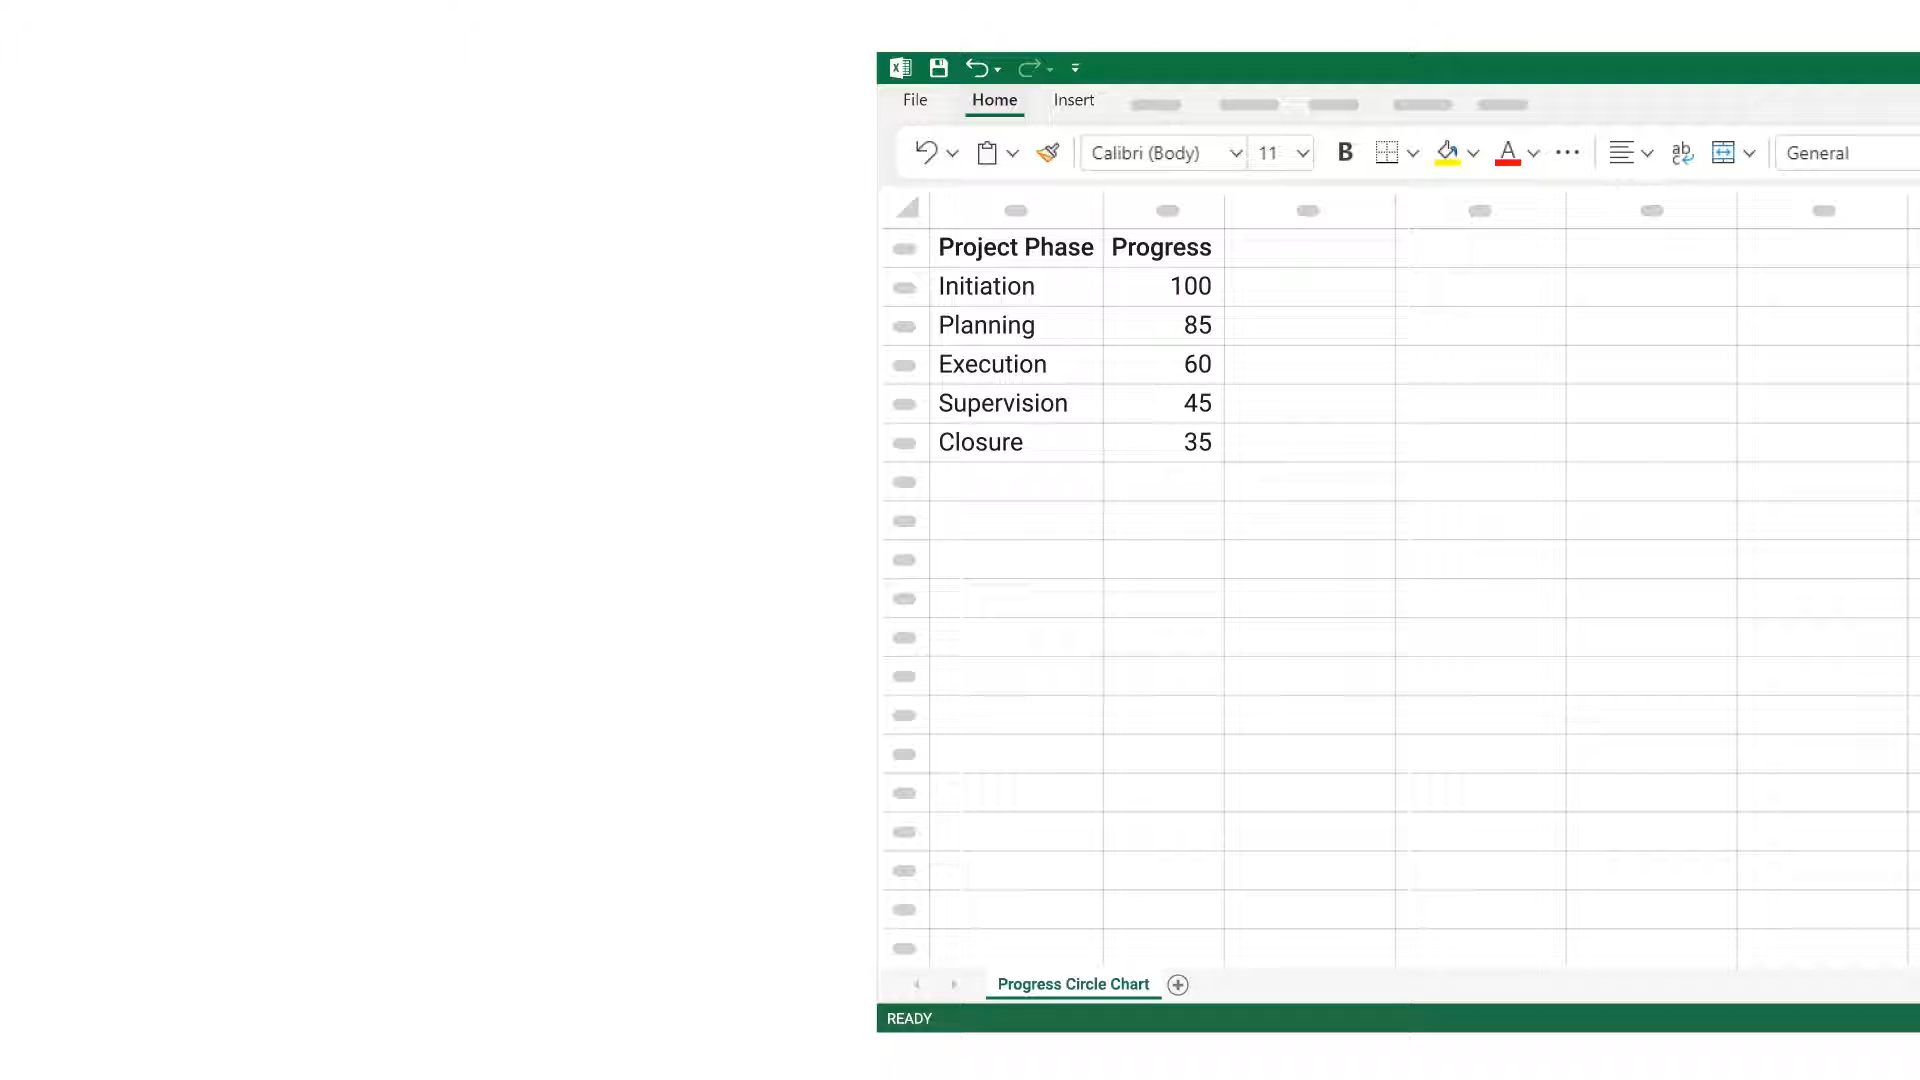 File Home Insert
Calibri (Body) 11 B A ab c General
Project Phase Progress
Initiation 100
Planning 85
Execution 60
Supervision 45
Closure 35
Progress Circle Chart
READY